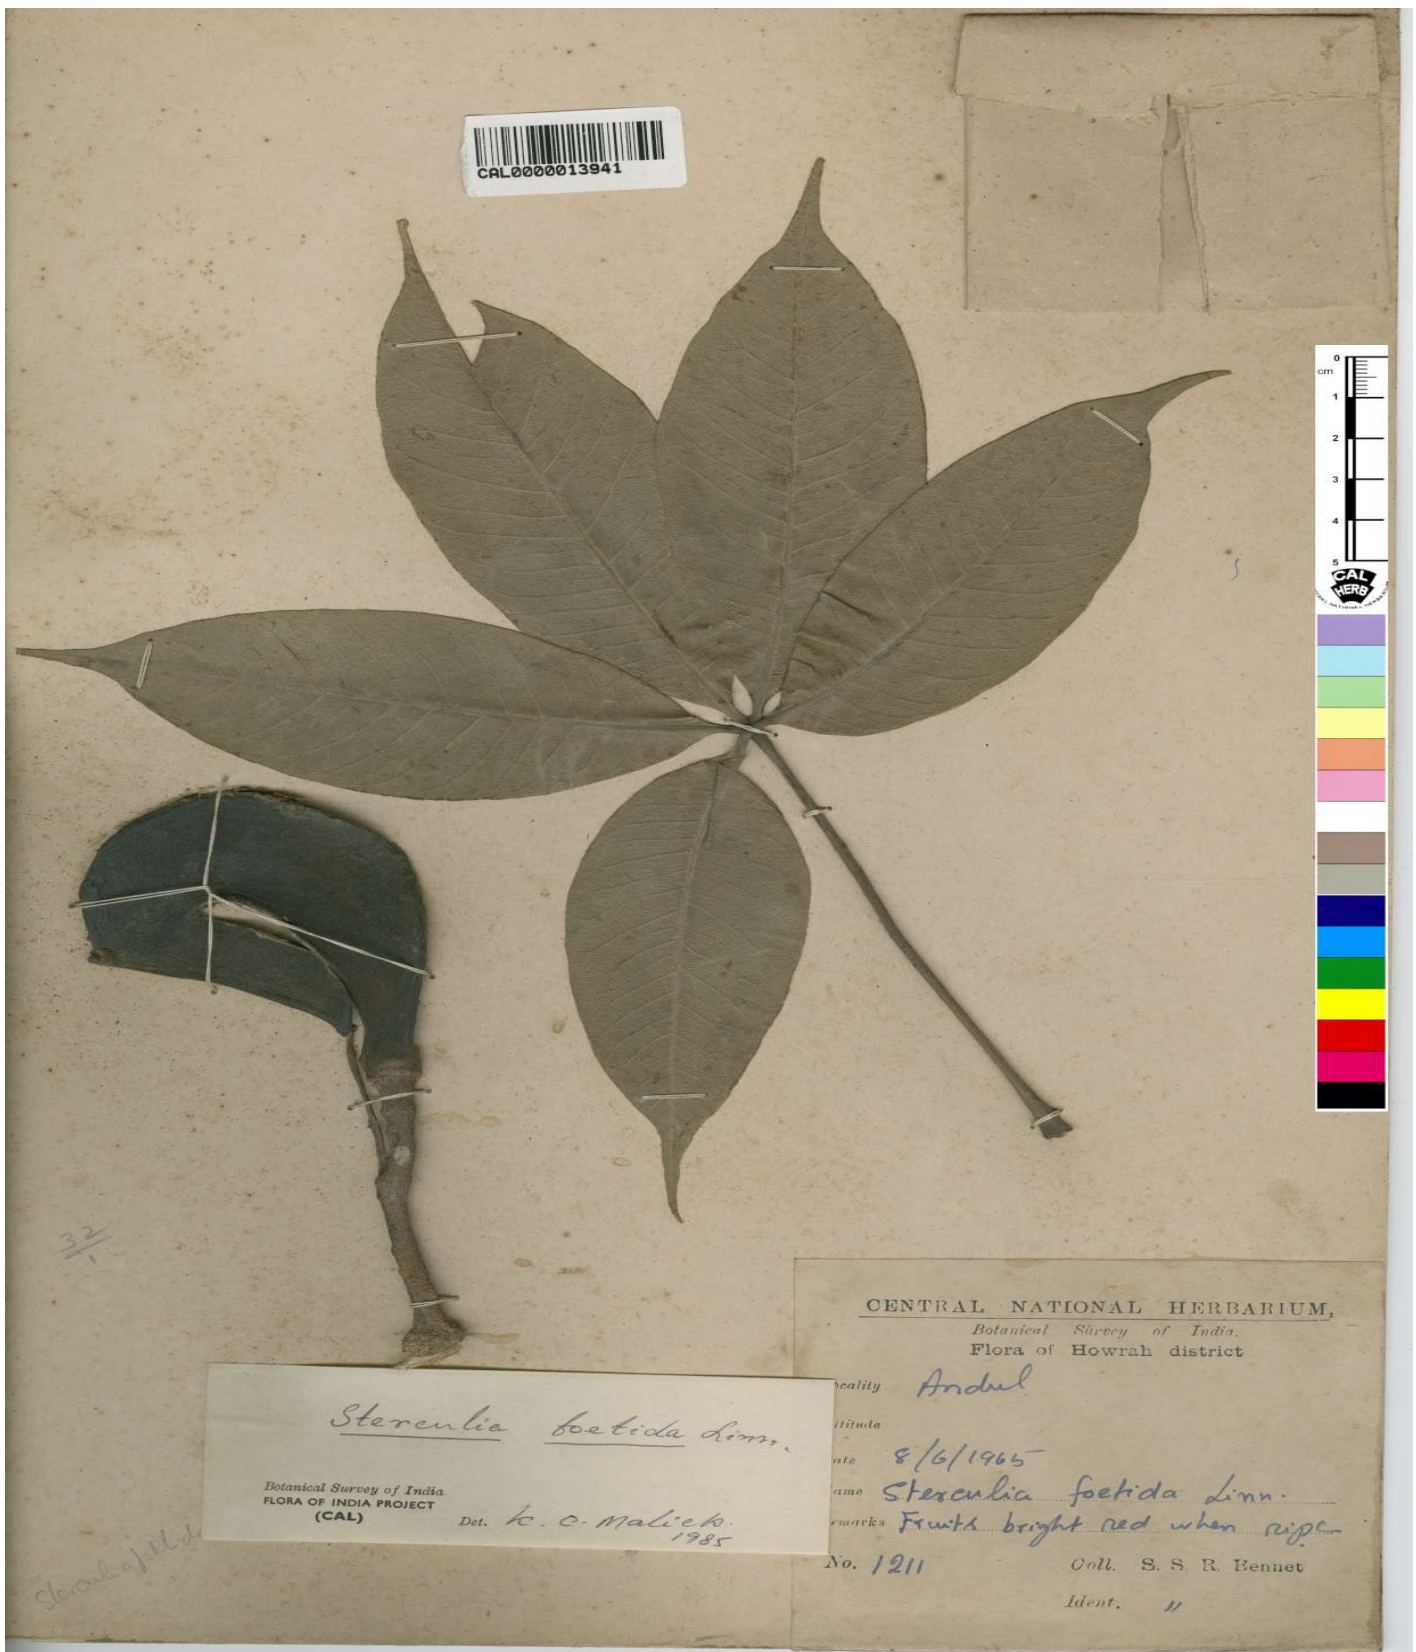 CAL0000013941
0
cm
1
2
3
4
5
CAL
HERB
CENTRAL NATIONAL HERBARIUM
32
1
CENTRAL NATIONAL HERBARIUM,
Botanical Survey of India.
Flora of Howrah district
ocality Andul
ltitude
ate 8/6/1965
ame Sterculia foetida Linn.
emarks Fruits bright red when ripe
No. 1211 Coll. S. S. R. Bennet
Ident. "
Sterculia foetida Linn.
Botanical Survey of India
FLORA OF INDIA PROJECT
(CAL)
Det. K. C. Malick.
1985